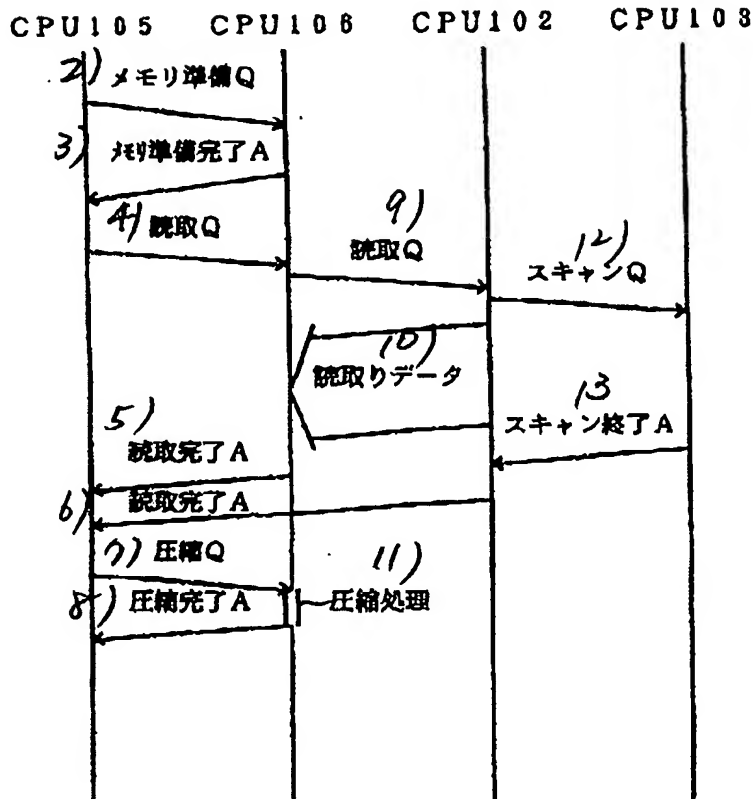 CPU105 CPU106 CPU102 CPU103
2) メモリ準備Q
3) メモリ準備完了A
4) 読取Q
9) 読取Q
12) スキャンQ
10) 読取りデータ
13 スキャン終了A
5) 読取完了A
6) 読取完了A
7) 圧縮Q
11) 圧縮処理
8) 圧縮完了A